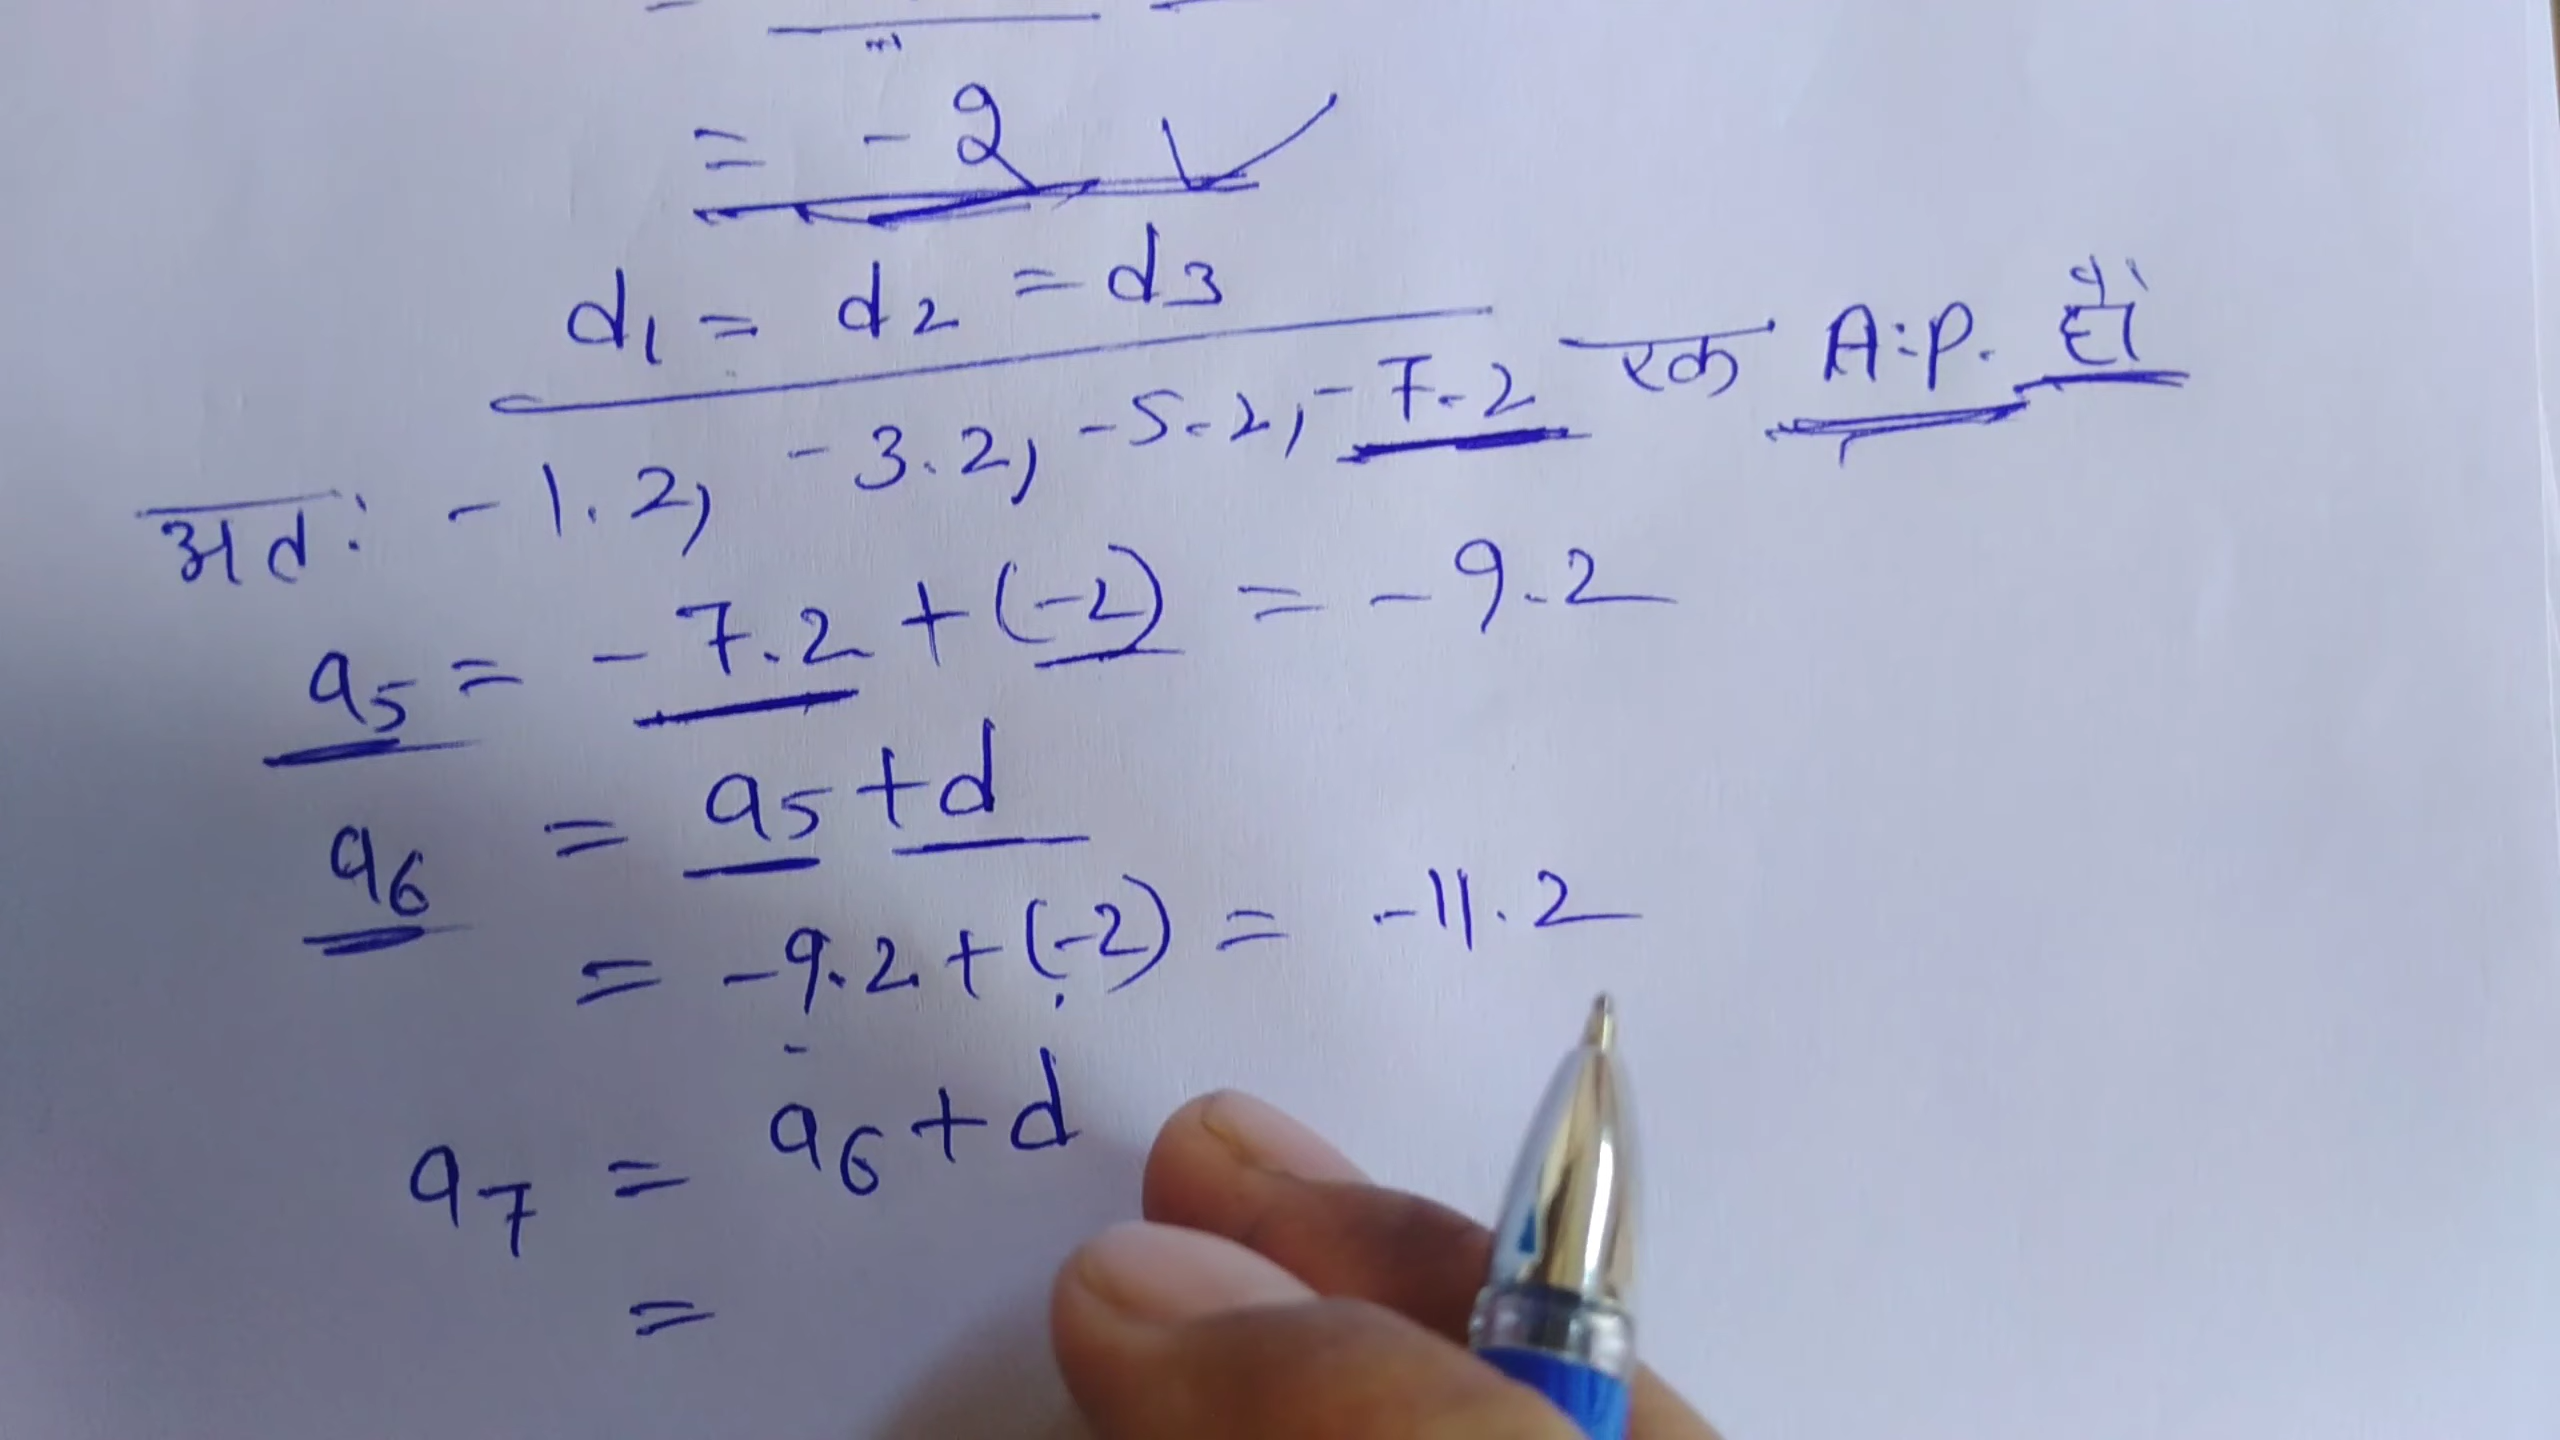 = -2
d1 = d2 = d3
अतः -1.2, -3.2, -5.2, -7.2 एक A.P. है
a5 = -7.2 + (-2) = -9.2
a6 = a5 + d
= -9.2 + (-2) = -11.2
a7 = a6 + d
=